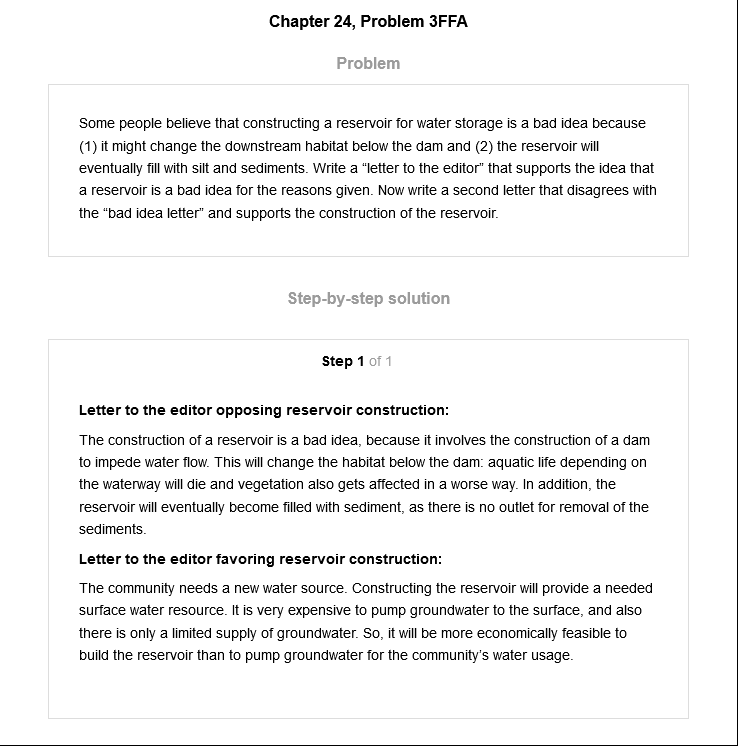 Chapter 24, Problem 3FFA
Problem
Some people believe that constructing a reservoir for water storage is a bad idea because
(1) it might change the downstream habitat below the dam and (2) the reservoir will
eventually fill with silt and sediments. Write a “letter to the editor” that supports the idea that
a reservoir is a bad idea for the reasons given. Now write a second letter that disagrees with
the “bad idea letter” and supports the construction of the reservoir.
Step-by-step solution
Step 1 of 1
Letter to the editor opposing reservoir construction:
The construction of a reservoir is a bad idea, because it involves the construction of a dam
to impede water flow. This will change the habitat below the dam: aquatic life depending on
the waterway will die and vegetation also gets affected in a worse way. In addition, the
reservoir will eventually become filled with sediment, as there is no outlet for removal of the
sediments.
Letter to the editor favoring reservoir construction:
The community needs a new water source. Constructing the reservoir will provide a needed
surface water resource. It is very expensive to pump groundwater to the surface, and also
there is only a limited supply of groundwater. So, it will be more economically feasible to
build the reservoir than to pump groundwater for the community’s water usage.